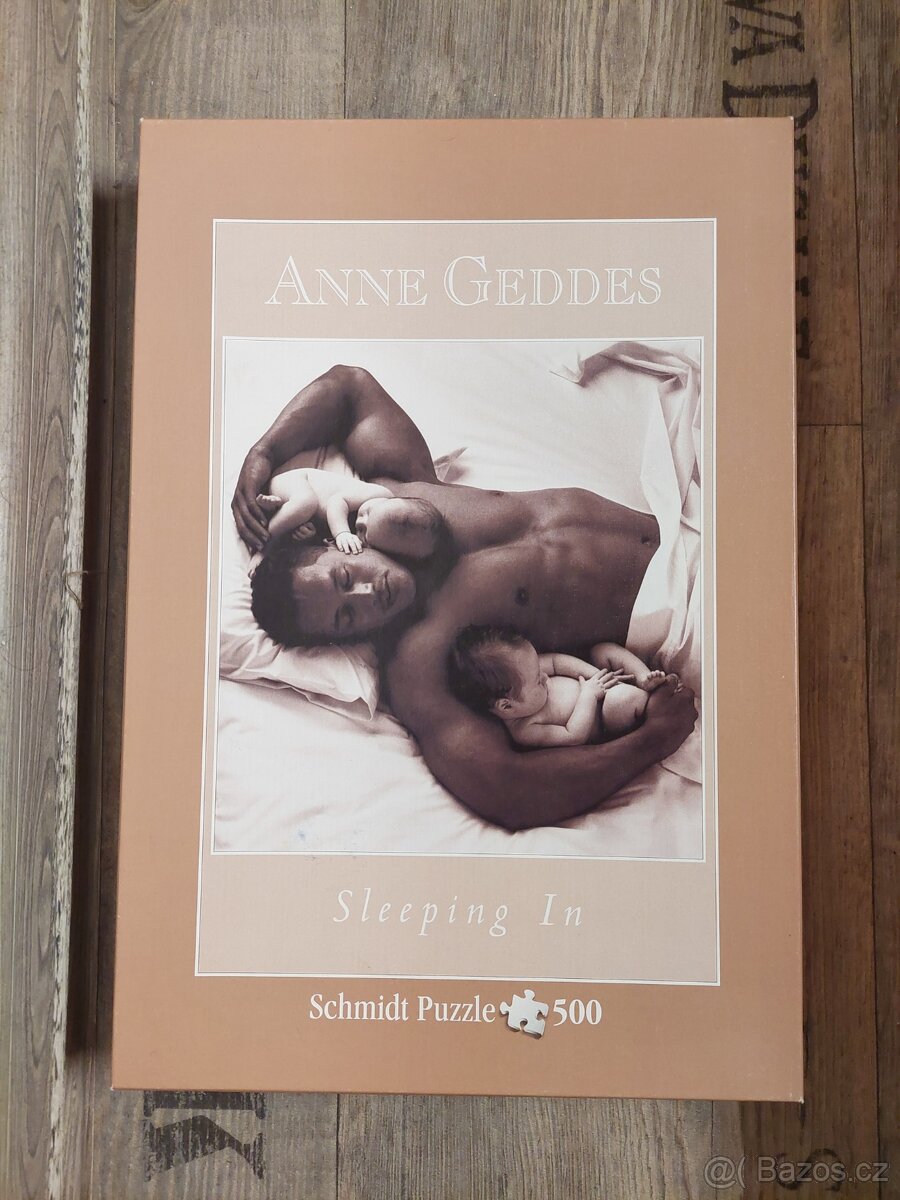 ANNE GEDDES
Sleeping In
Schmidt Puzzle 500
K
@( Bazos.cz